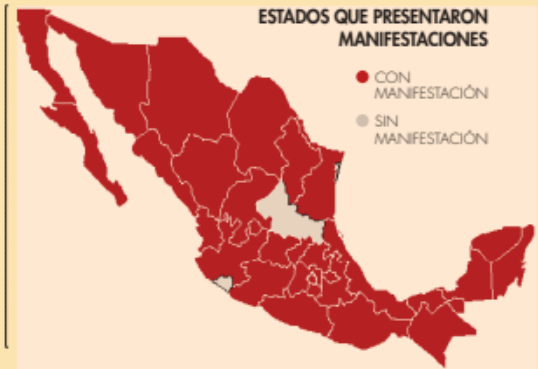 ESTADOS QUE PRESENTARON
MANIFESTACIONES
CON
MANIFESTACIÓN
SIN
MANIFESTACIÓN